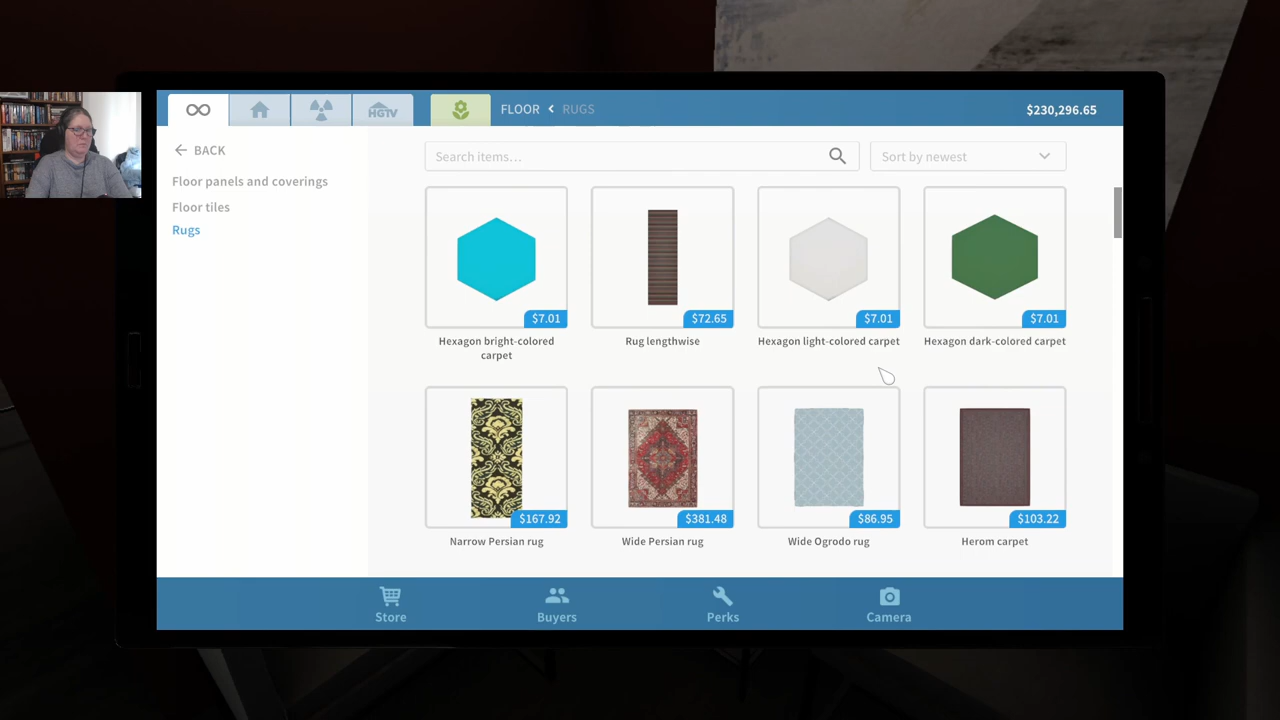 HGTV
FLOOR < RUGS
$230,296.65
BACK
Search items...
Sort by newest
Floor panels and coverings
Floor tiles
Rugs
$7.01
$72.65
$7.01
$7.01
Hexagon bright-colored carpet
Rug lengthwise
Hexagon light-colored carpet
Hexagon dark-colored carpet
$167.92
$381.48
$86.95
$103.22
Narrow Persian rug
Wide Persian rug
Wide Ogrodo rug
Herom carpet
Store
Buyers
Perks
Camera